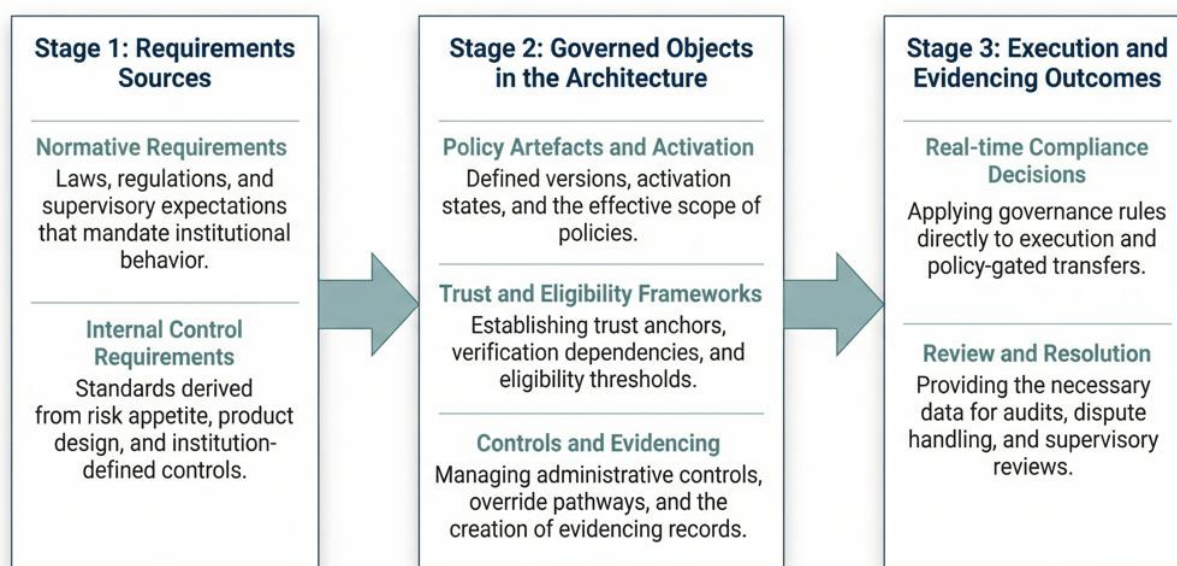 Stage 1: Requirements
Sources
Normative Requirements
Laws, regulations, and
supervisory expectations
that mandate institutional
behavior.
Internal Control
Requirements
Standards derived
from risk appetite, product
design, and institution-
defined controls.
Stage 2: Governed Objects
in the Architecture
Policy Artefacts and Activation
Defined versions, activation
states, and the effective scope of
policies.
Trust and Eligibility Frameworks
Establishing trust anchors,
verification dependencies, and
eligibility thresholds.
Controls and Evidencing
Managing administrative controls,
override pathways, and the
creation of evidencing records.
Stage 3: Execution and
Evidencing Outcomes
Real-time Compliance
Decisions
Applying governance rules
directly to execution and
policy-gated transfers.
Review and Resolution
Providing the necessary
data for audits, dispute
handling, and supervisory
reviews.